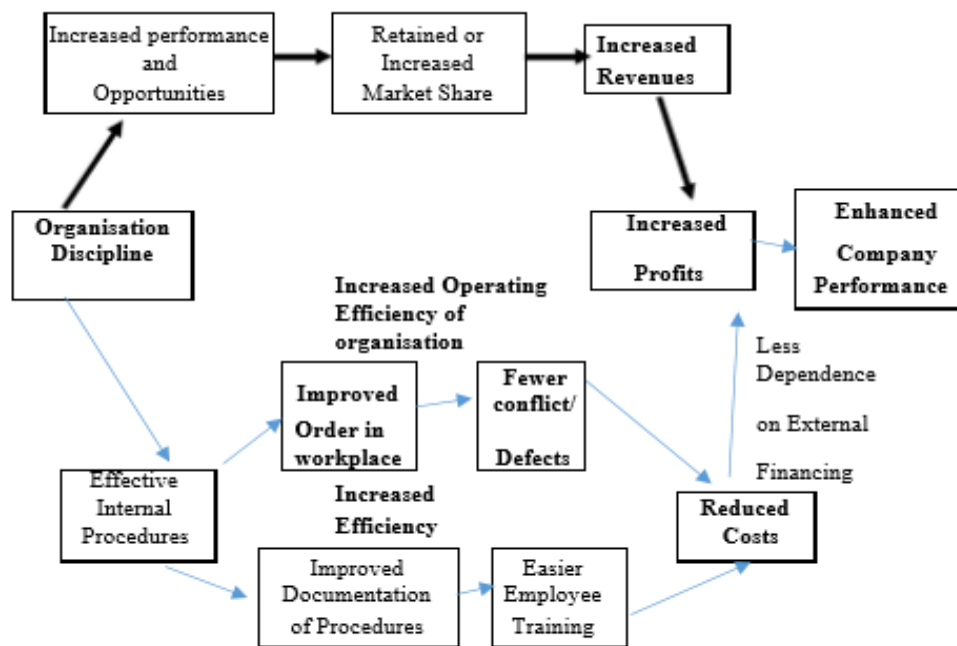 Increased performance
and
Opportunities
Retained or
Increased
Market Share
Increased
Revenues
Organisation
Discipline
Increased
Profits
Enhanced
Company
Performance
Increased Operating
Efficiency of
organisation
Improved
Order in
workplace
Fewer
conflict/
Defects
Less
Dependence
on External
Financing
Effective
Internal
Procedures
Increased
Efficiency
Reduced
Costs
Improved
Documentation
of Procedures
Easier
Employee
Training